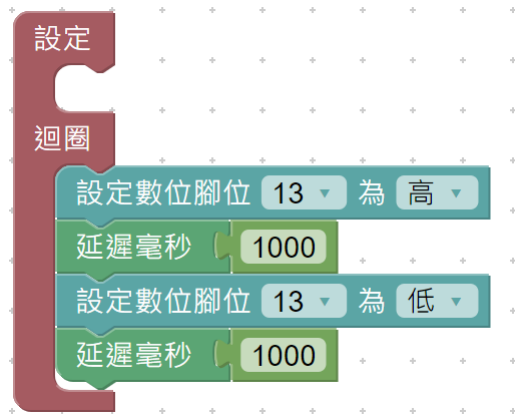 設定
迴圈
設定數位腳位 13 為 高
延遲毫秒 1000
設定數位腳位 13 為 低
延遲毫秒 1000